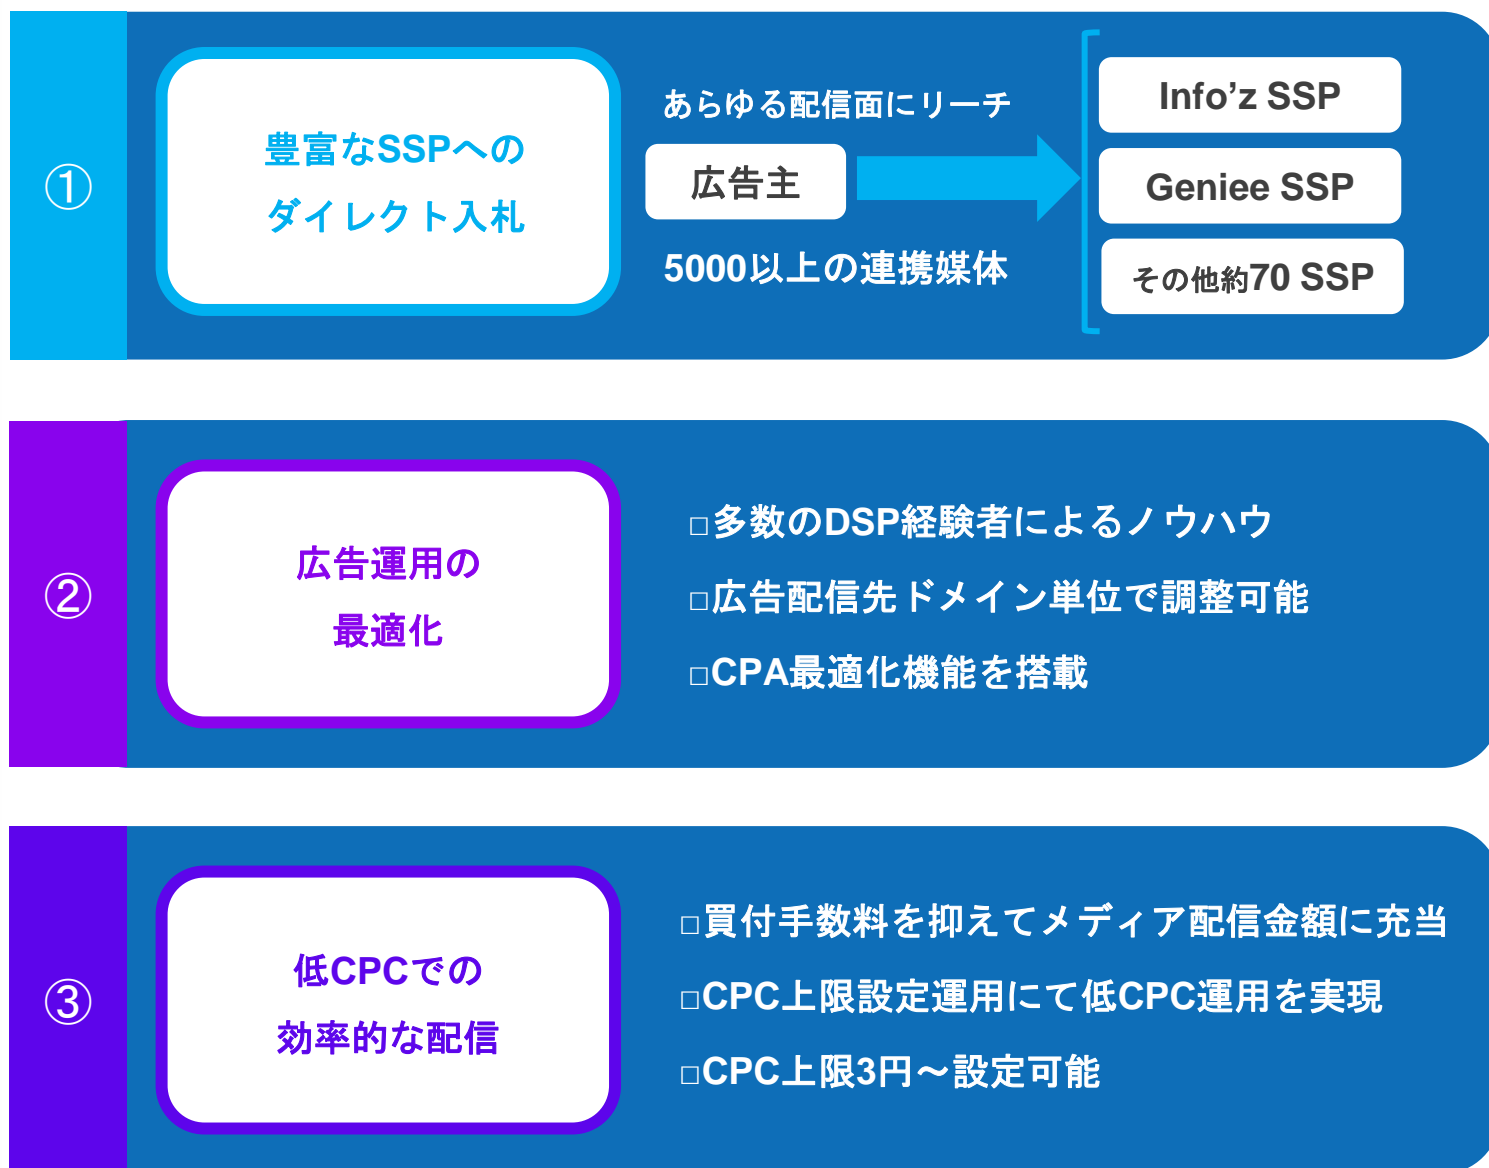 ①
豊富なSSPへの
ダイレクト入札
あらゆる配信面にリーチ
広告主
5000以上の連携媒体
Info’z SSP
Geniee SSP
その他約70 SSP
②
広告運用の
最適化
□多数のDSP経験者によるノウハウ
□広告配信先ドメイン単位で調整可能
□CPA最適化機能を搭載
③
低CPCでの
効率的な配信
□買付手数料を抑えてメディア配信金額に充当
□CPC上限設定運用にて低CPC運用を実現
□CPC上限3円～設定可能